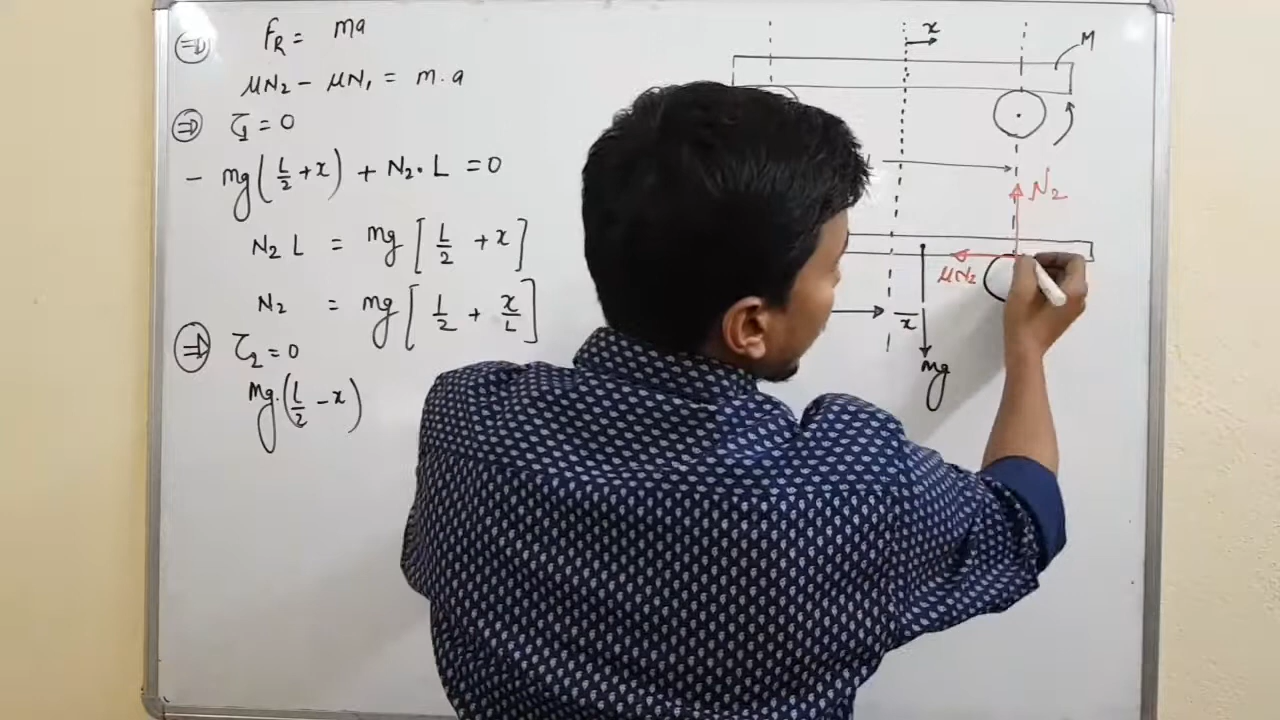 ⇒ F_R = ma
μN₂ - μN₁ = m.a
⇒ τ₁ = 0
- mg(L/2 + x) + N₂.L = 0
N₂ L = mg[L/2 + x]
N₂ = mg[L/2 + x/L]
⇒ τ₂ = 0
mg.(L/2 - x)
x
M
N₂
μN₂
x
mg